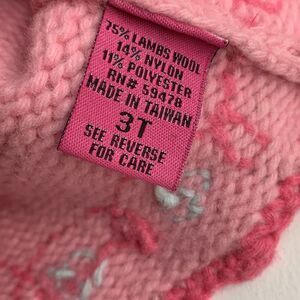 75% LAMBS WOOL
14% NYLON
11% POLYESTER
RN# 59478
MADE IN TAIWAN
3T
SEE REVERSE
FOR CARE